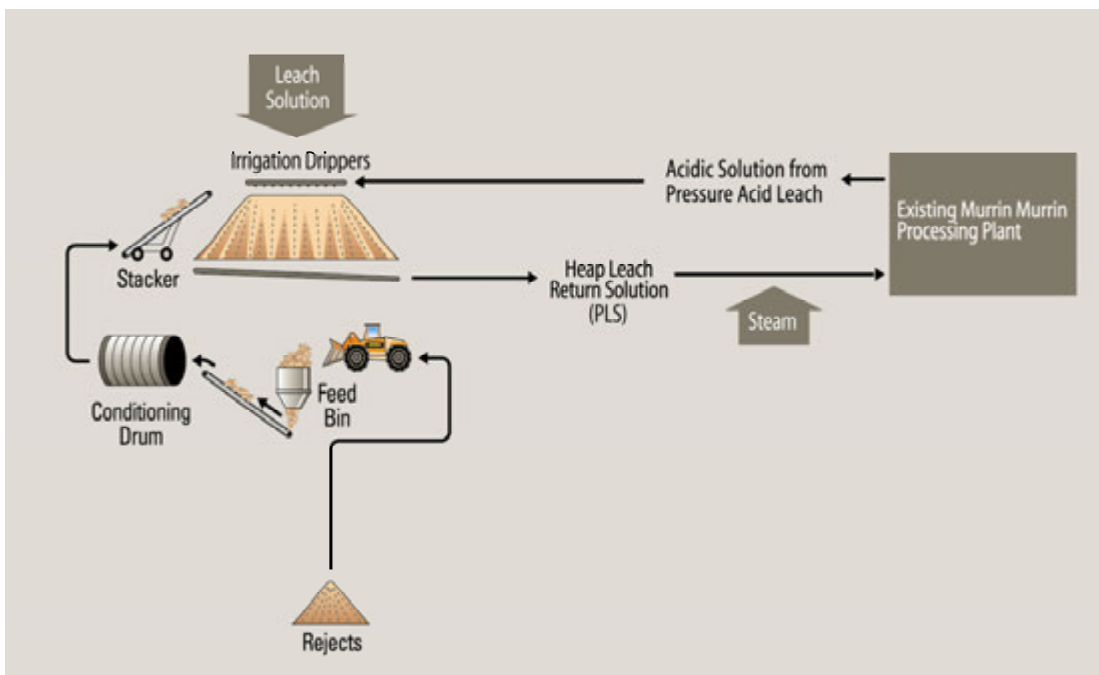 Leach
Solution
Irrigation Drippers
Acidic Solution from
Pressure Acid Leach
Existing Murrin Murrin
Processing Plant
Stacker
Heap Leach
Return Solution
(PLS)
Steam
Feed
Bin
Conditioning
Drum
Rejects